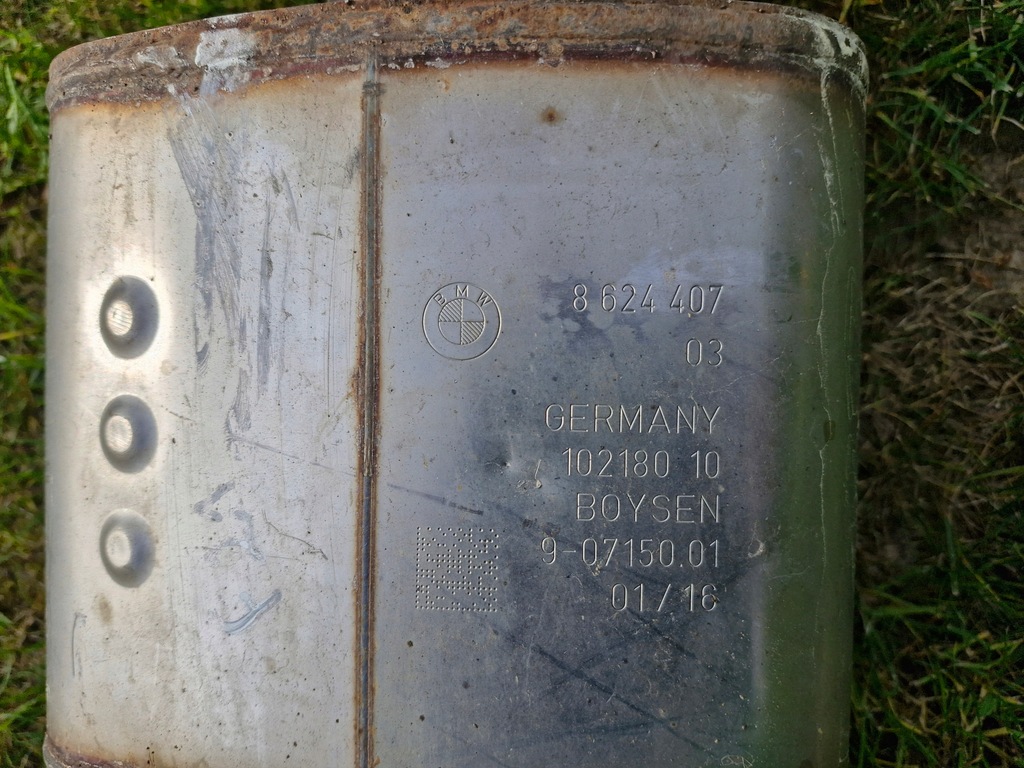 BMW
8 624 407
03
GERMANY
102180 10
BOYSEN
9-07150.01
01/16